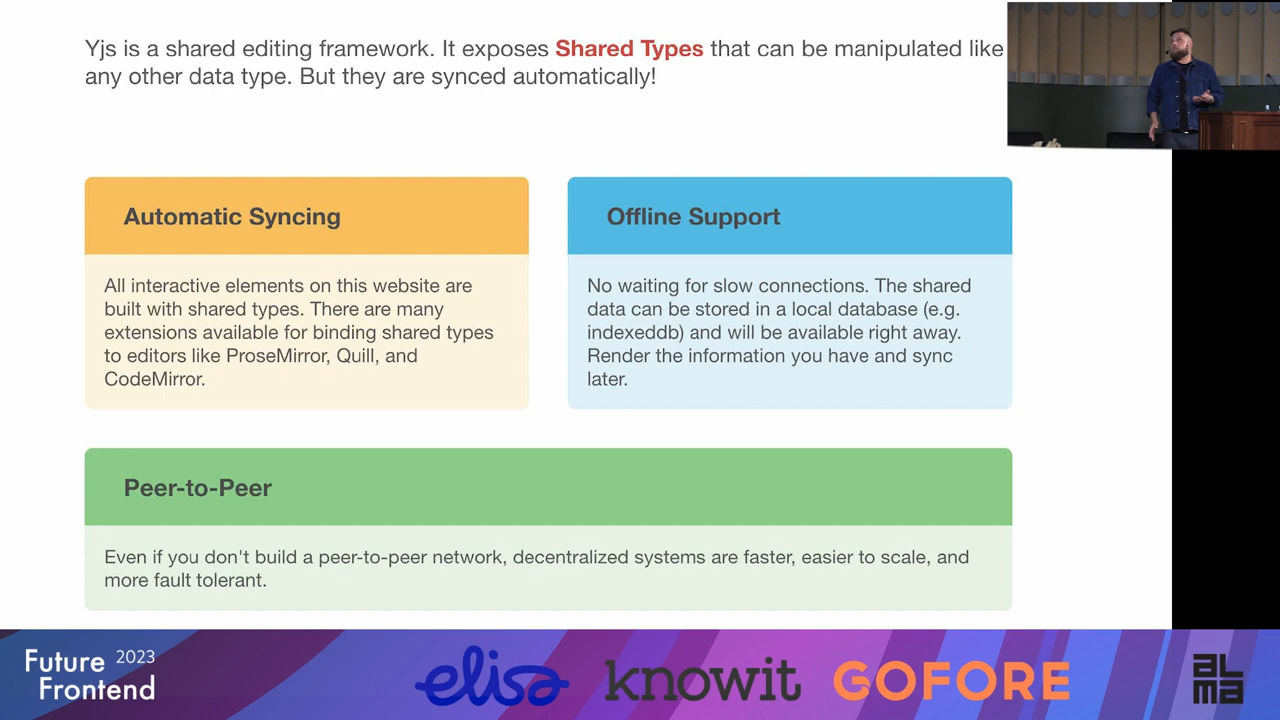 Yjs is a shared editing framework. It exposes Shared Types that can be manipulated like
any other data type. But they are synced automatically!
Automatic Syncing
All interactive elements on this website are
built with shared types. There are many
extensions available for binding shared types
to editors like ProseMirror, Quill, and
CodeMirror.
Offline Support
No waiting for slow connections. The shared
data can be stored in a local database (e.g.
indexeddb) and will be available right away.
Render the information you have and sync
later.
Peer-to-Peer
Even if you don't build a peer-to-peer network, decentralized systems are faster, easier to scale, and
more fault tolerant.
Future 2023
Frontend
elisa
knowit
GOFORE
aL
ma